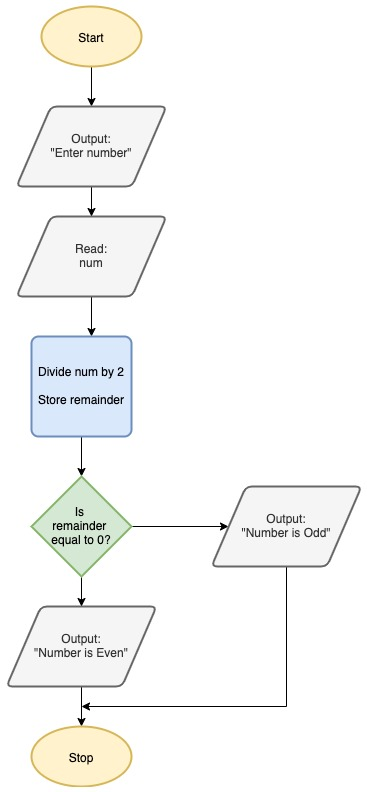 Start
Output:
"Enter number"
Read:
num
Divide num by 2
Store remainder
Is
remainder
equal to 0?
Output:
"Number is Odd"
Output:
"Number is Even"
Stop